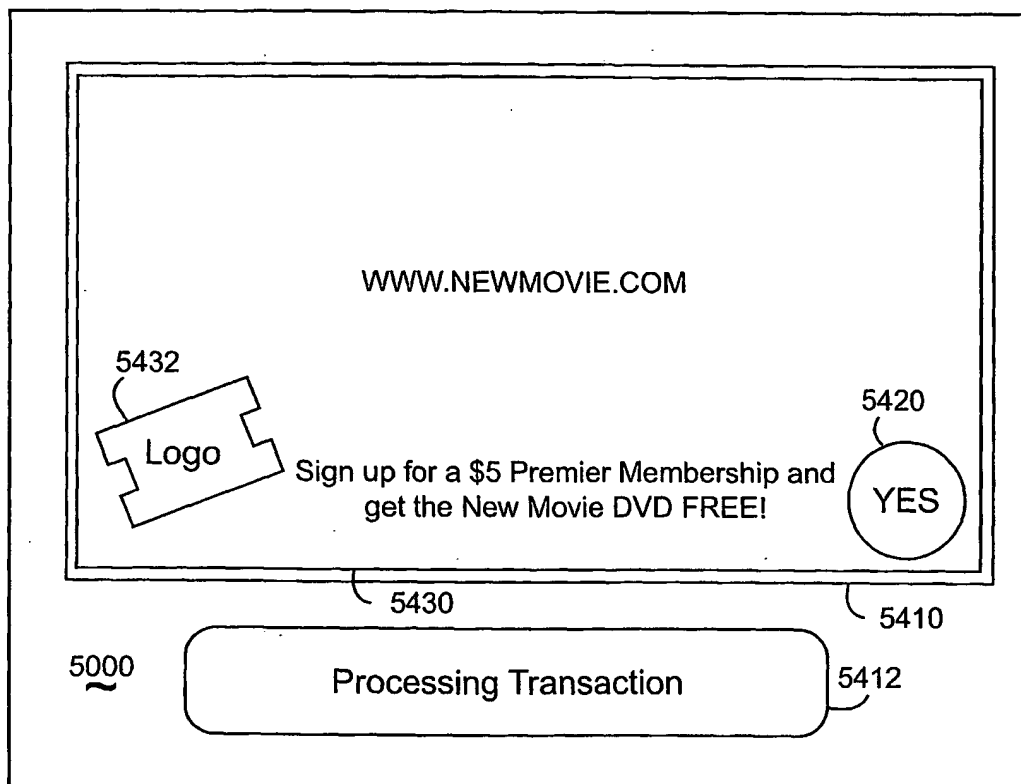 WWW.NEWMOVIE.COM
5432
5420
Logo
Sign up for a $5 Premier Membership and
get the New Movie DVD FREE!
YES
5430
5410
5000
Processing Transaction
5412